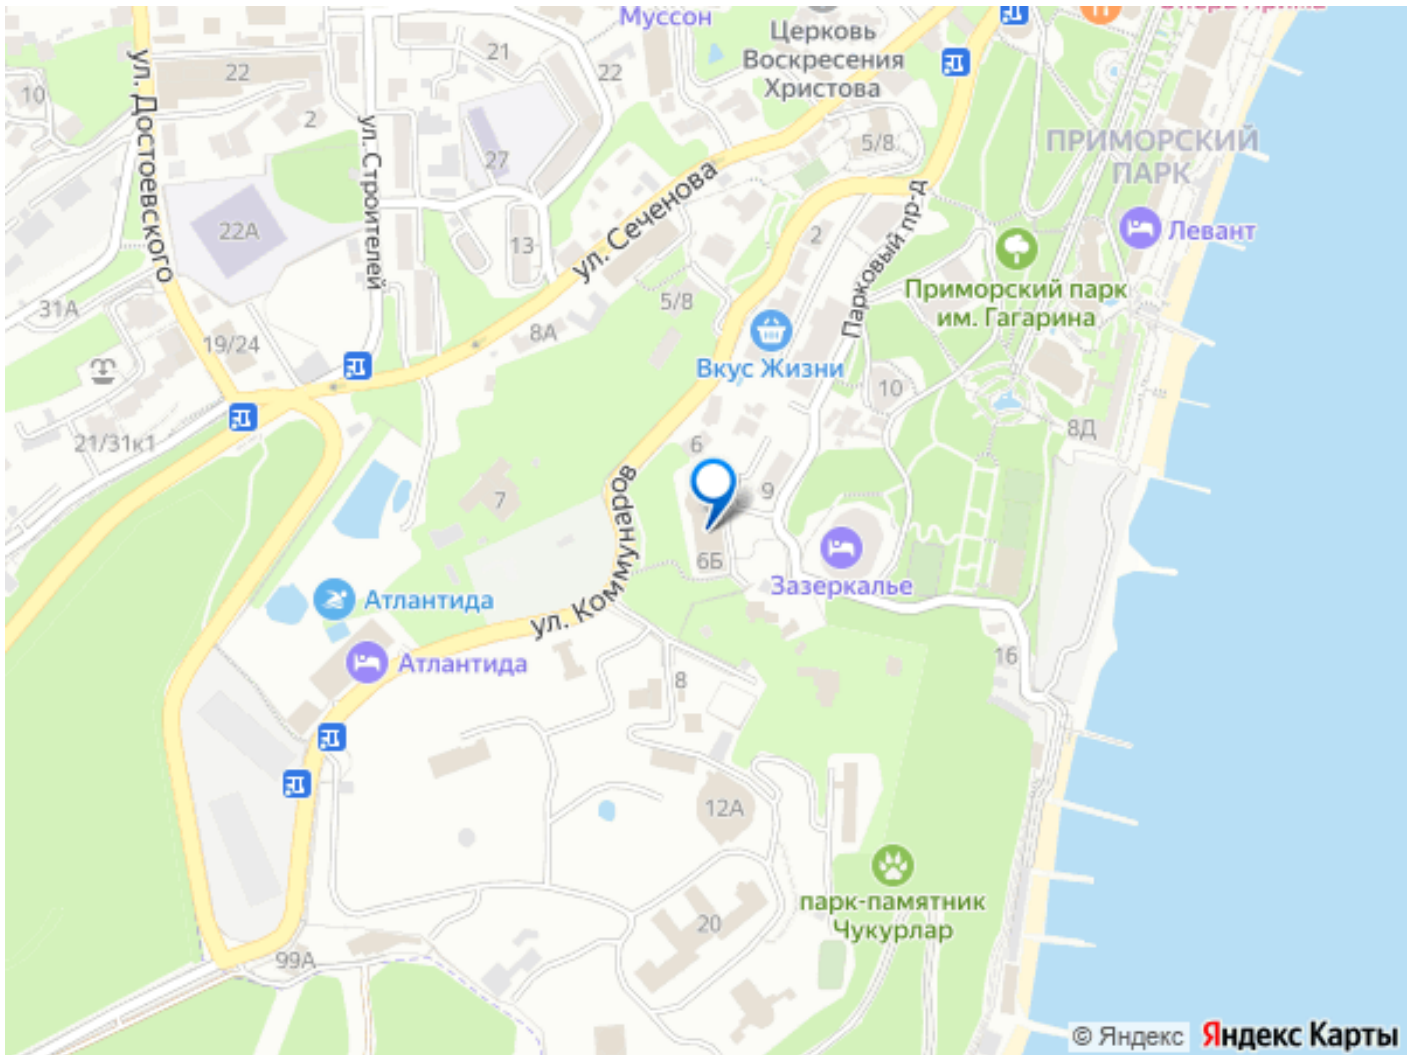 Муссон
Церковь
Воскресения
Христова
ул. Достоевского
22
21
22
10
2
ул. Строителей
27
5/8
ПРИМОРСКИЙ
ПАРК
ул. Сеченова
22А
13
2
Парковый пр-д
Левант
Приморский парк
им. Гагарина
31А
5/8
8А
19/24
Вкус Жизни
10
21/31к1
6
8Д
ул. Коммунаров
7
9
6Б
Зазеркалье
Атлантида
Атлантида
8
16
12А
парк-памятник
Чукурлар
20
99А
© Яндекс Яндекс Карты